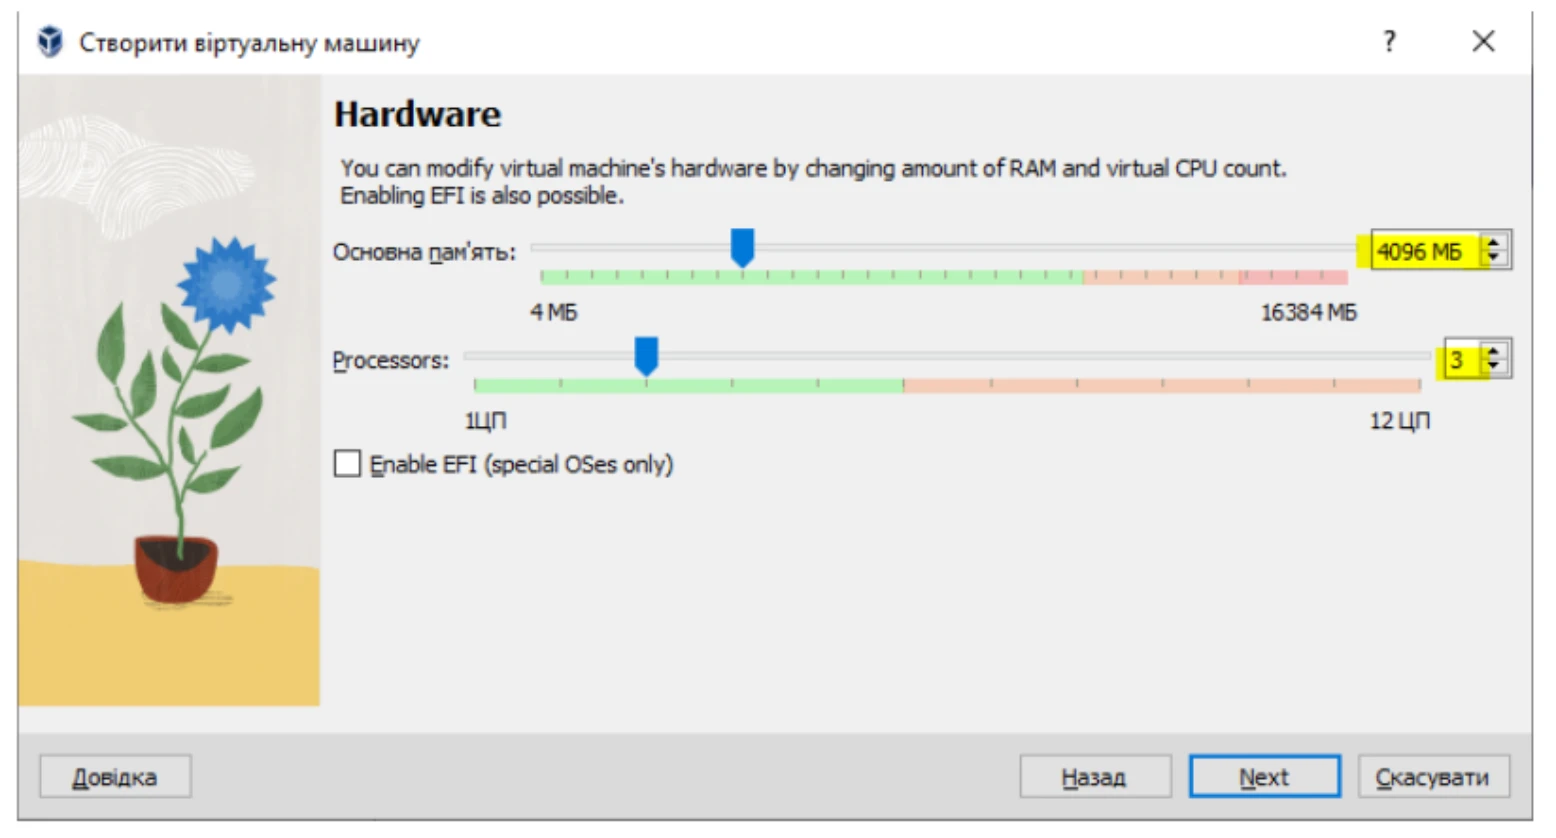 Створити віртуальну машину
?
Hardware
You can modify virtual machine's hardware by changing amount of RAM and virtual CPU count.
Enabling EFI is also possible.
Основна пам'ять:
4096 МБ
4 МБ
16384 МБ
Processors:
3
1 ЦП
12 ЦП
Enable EFI (special OSes only)
Довідка
Назад
Next
Скасувати